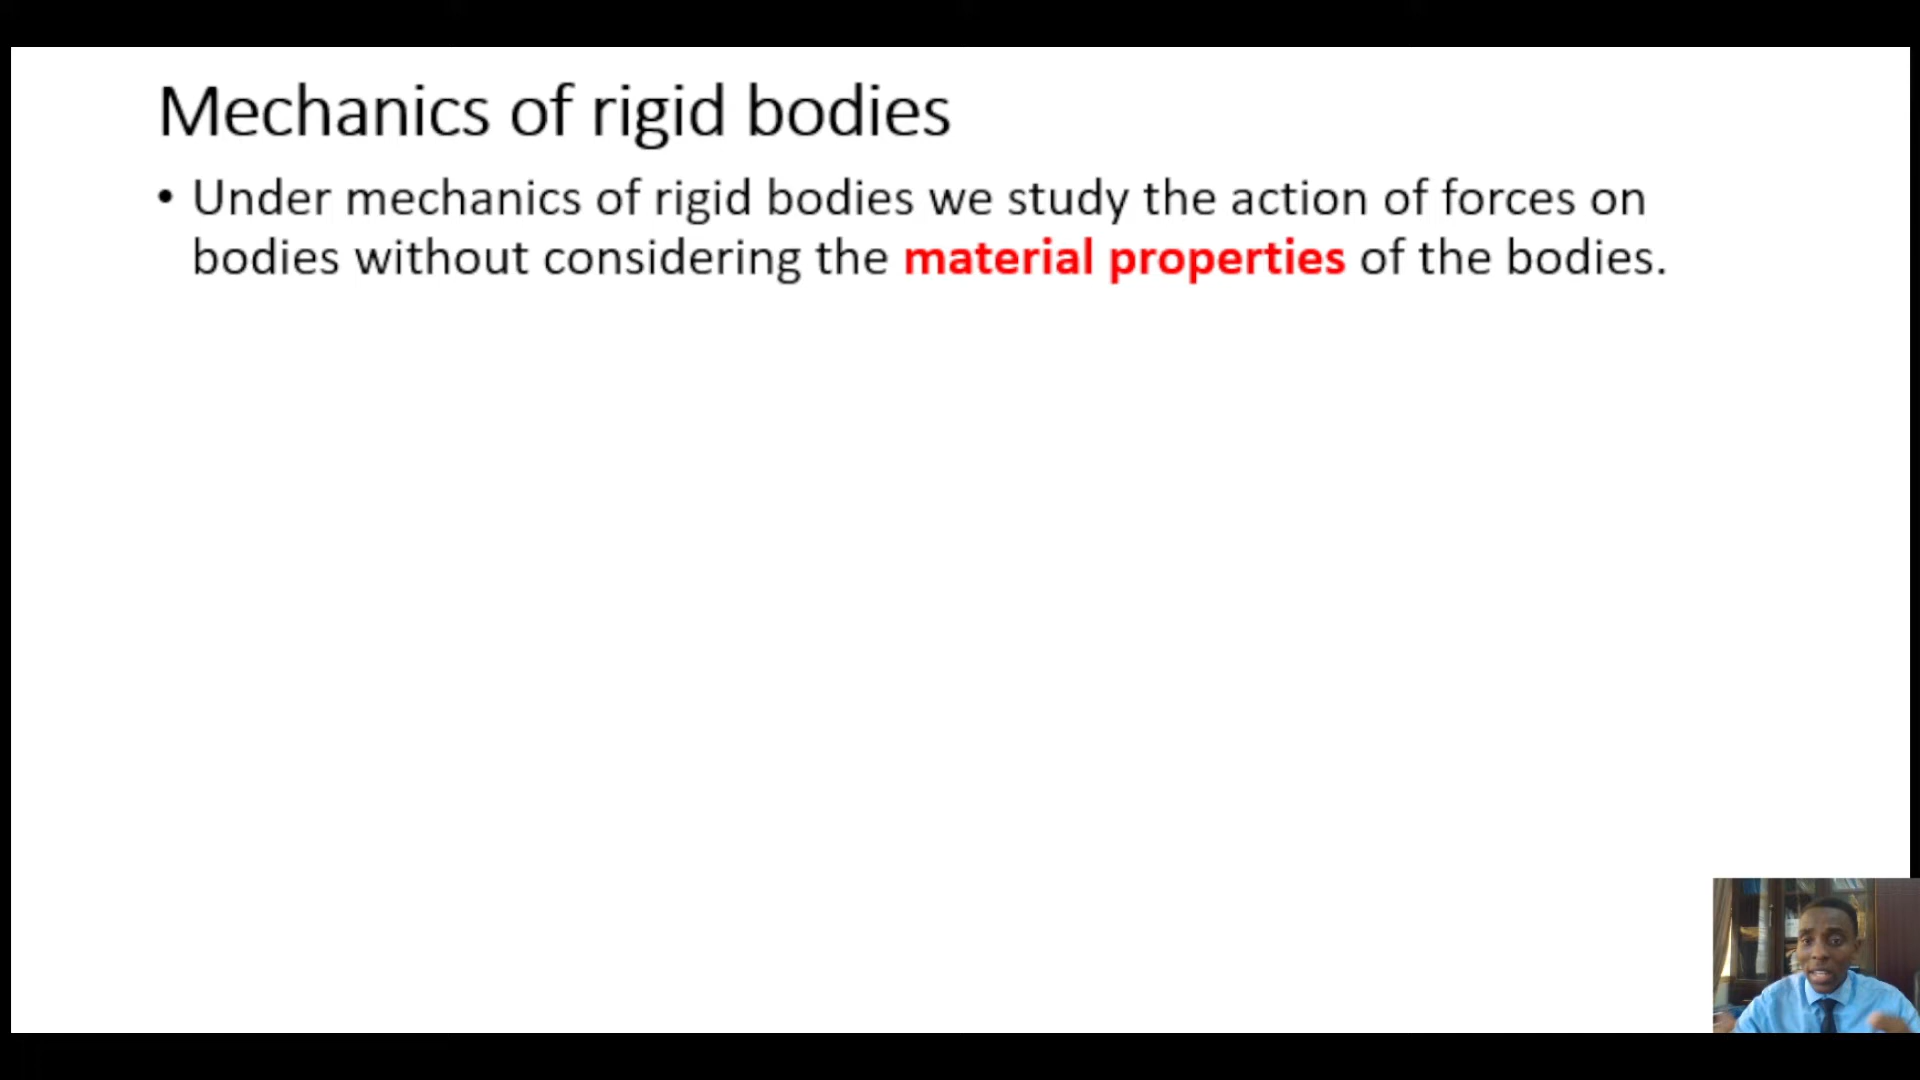 Mechanics of rigid bodies
• Under mechanics of rigid bodies we study the action of forces on
bodies without considering the material properties of the bodies.